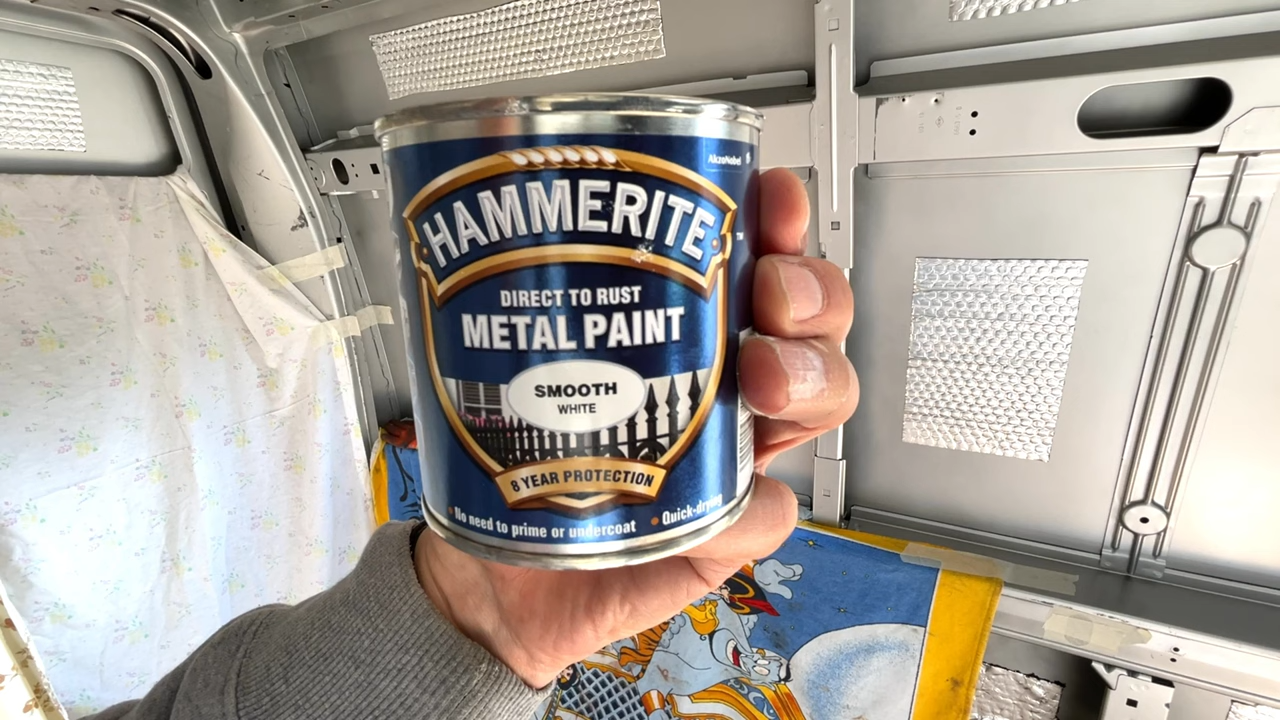 AkzoNobel
HAMMERITE
™
DIRECT TO RUST
METAL PAINT
SMOOTH
WHITE
8 YEAR PROTECTION
• No need to prime or undercoat • Quick-drying